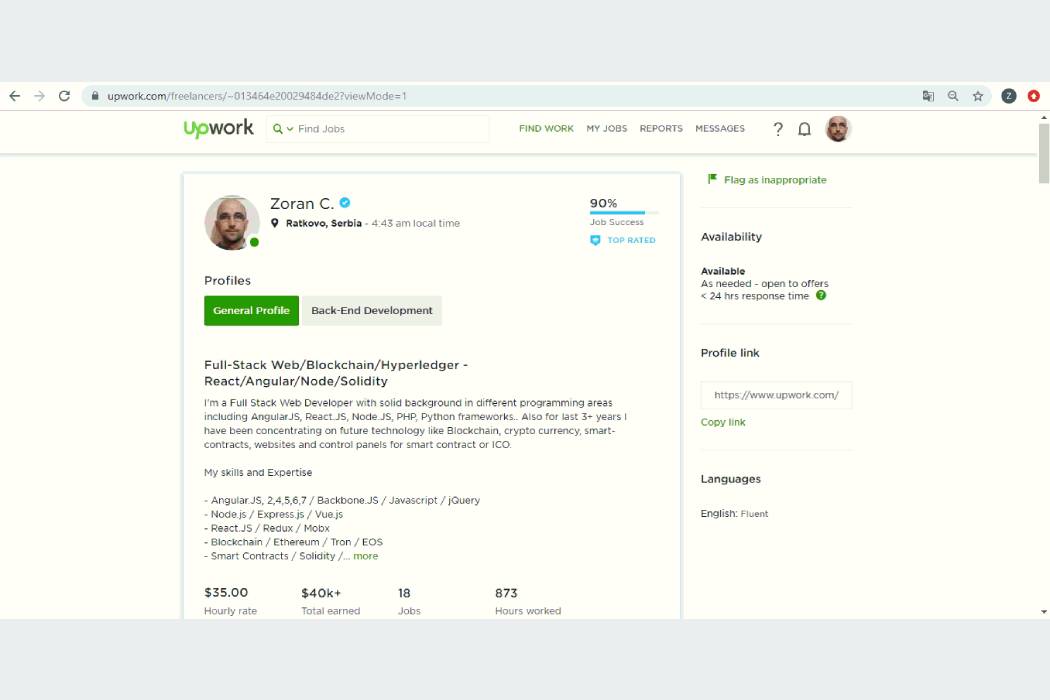 upwork.com/freelancers/~013464e20029484de2?viewMode=1
Z
upwork
Find Jobs
FIND WORK MY JOBS REPORTS MESSAGES ?
Flag as inappropriate
Zoran C.
Ratkovo, Serbia - 4:43 am local time
90%
Job Success
TOP RATED
Profiles
General Profile
Back-End Development
Full-Stack Web/Blockchain/Hyperledger -
React/Angular/Node/Solidity
I'm a Full Stack Web Developer with solid background in different programming areas
including AngularJS, React.JS, Node.JS, PHP, Python frameworks.. Also for last 3+ years I
have been concentrating on future technology like Blockchain, crypto currency, smart-
contracts, websites and control panels for smart contract or ICO.
My skills and Expertise
- Angular.JS, 2,4,5,6,7 / Backbone.JS / Javascript / jQuery
- Node.js / Express.js / Vue.js
- React.JS / Redux / Mobx
- Blockchain / Ethereum / Tron / EOS
- Smart Contracts / Solidity /... more
$35.00 $40k+ 18 873
Hourly rate Total earned Jobs Hours worked
Availability
Available
As needed - open to offers
< 24 hrs response time ?
Profile link
https://www.upwork.com/
Copy link
Languages
English: Fluent